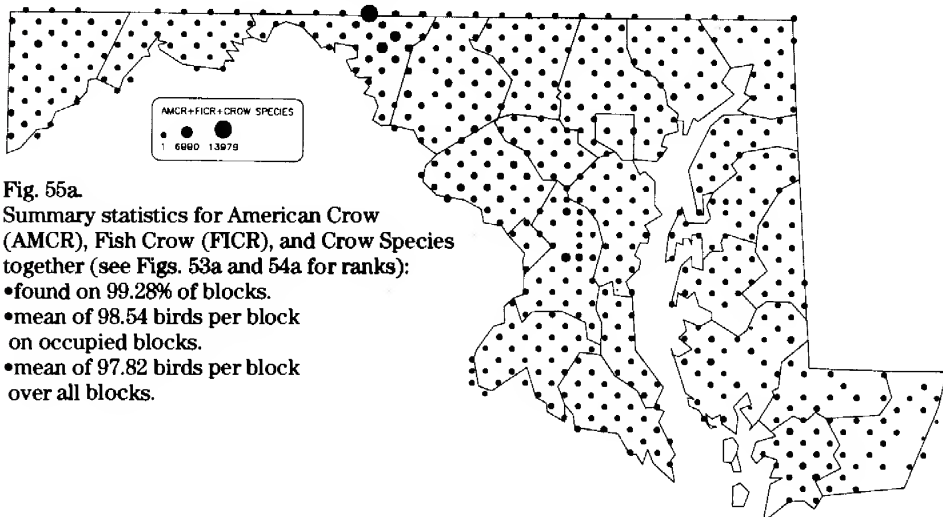 AMCR+FICR+CROW SPECIES
1 6990 13979
Fig. 55a.
Summary statistics for American Crow
(AMCR), Fish Crow (FICR), and Crow Species
together (see Figs. 53a and 54a for ranks):
•found on 99.28% of blocks.
•mean of 98.54 birds per block
on occupied blocks.
•mean of 97.82 birds per block
over all blocks.